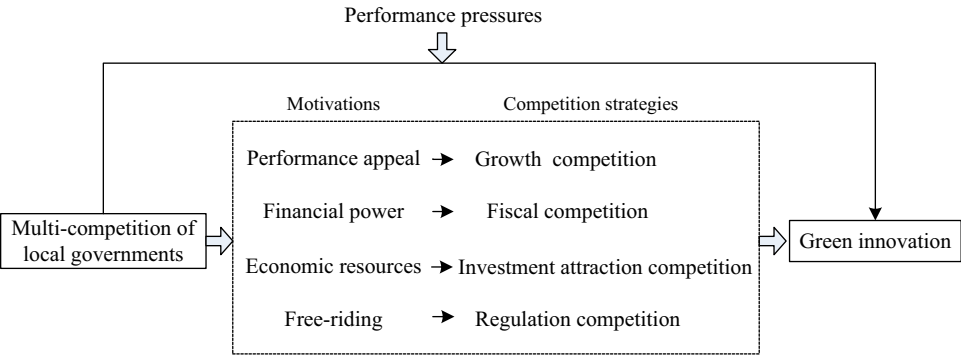 Performance pressures
Motivations Competition strategies
Performance appeal Growth competition
Financial power Fiscal competition
Multi-competition of
local governments
Green innovation
Economic resources Investment attraction competition
Free-riding Regulation competition